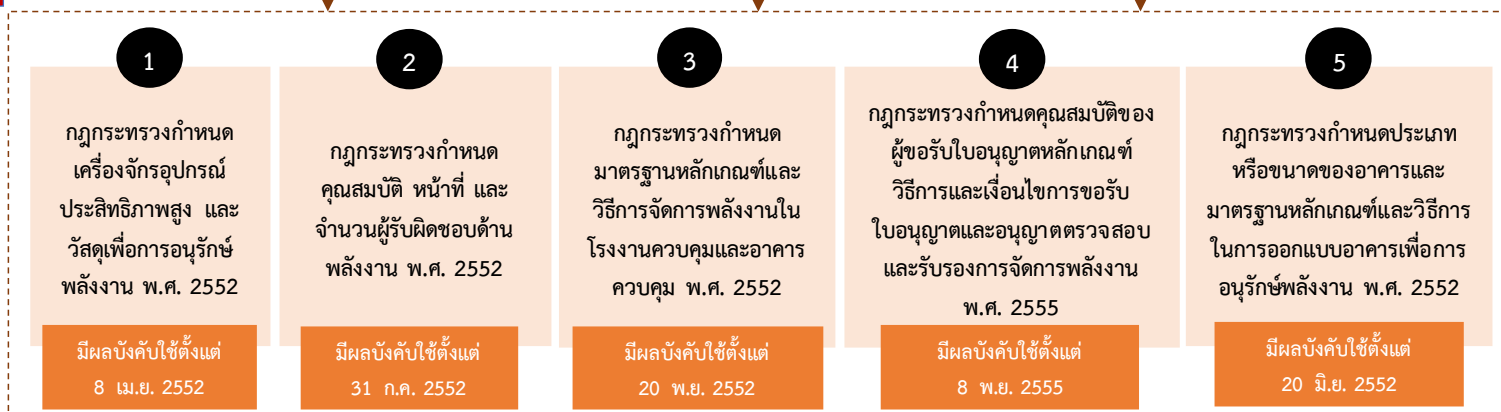 1
กฎกระทรวงกำหนด
เครื่องจักรอุปกรณ์
ประสิทธิภาพสูง และ
วัสดุเพื่อการอนุรักษ์
พลังงาน พ.ศ. 2552
มีผลบังคับใช้ตั้งแต่
8 เม.ย. 2552
2
กฎกระทรวงกำหนด
คุณสมบัติ หน้าที่ และ
จำนวนผู้รับผิดชอบด้าน
พลังงาน พ.ศ. 2552
มีผลบังคับใช้ตั้งแต่
31 ก.ค. 2552
3
กฎกระทรวงกำหนด
มาตรฐานหลักเกณฑ์และ
วิธีการจัดการพลังงานใน
โรงงานควบคุมและอาคาร
ควบคุม พ.ศ. 2552
มีผลบังคับใช้ตั้งแต่
20 พ.ย. 2552
4
กฎกระทรวงกำหนดคุณสมบัติของ
ผู้ขอรับใบอนุญาตหลักเกณฑ์
วิธีการและเงื่อนไขการขอรับ
ใบอนุญาตและอนุญาตตรวจสอบ
และรับรองการจัดการพลังงาน
พ.ศ. 2555
มีผลบังคับใช้ตั้งแต่
8 พ.ย. 2555
5
กฎกระทรวงกำหนดประเภท
หรือขนาดของอาคารและ
มาตรฐานหลักเกณฑ์และวิธีการ
ในการออกแบบอาคารเพื่อการ
อนุรักษ์พลังงาน พ.ศ. 2552
มีผลบังคับใช้ตั้งแต่
20 มิ.ย. 2552